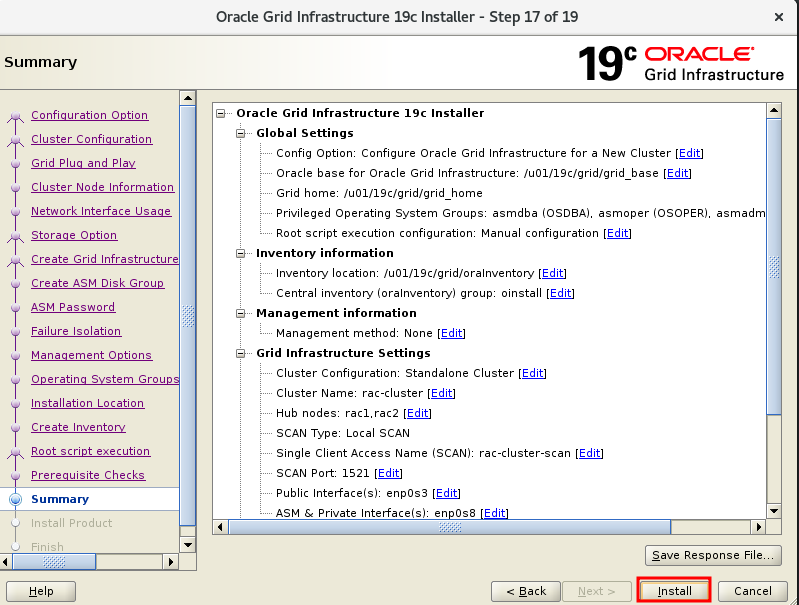 Oracle Grid Infrastructure 19c Installer - Step 17 of 19
Summary
19c ORACLE
Grid Infrastructure
Configuration Option
Cluster Configuration
Grid Plug and Play
Cluster Node Information
Network Interface Usage
Storage Option
Create Grid Infrastructure
Create ASM Disk Group
ASM Password
Failure Isolation
Management Options
Operating System Groups
Installation Location
Create Inventory
Root script execution
Prerequisite Checks
Summary
Install Product
Finish
Oracle Grid Infrastructure 19c Installer
Global Settings
Config Option: Configure Oracle Grid Infrastructure for a New Cluster [Edit]
Oracle base for Oracle Grid Infrastructure: /u01/19c/grid/grid_base [Edit]
Grid home: /u01/19c/grid/grid_home
Privileged Operating System Groups: asmdba (OSDBA), asmoper (OSOPER), asmadm
Root script execution configuration: Manual configuration [Edit]
Inventory information
Inventory location: /u01/19c/grid/oraInventory [Edit]
Central inventory (oraInventory) group: oinstall [Edit]
Management information
Management method: None [Edit]
Grid Infrastructure Settings
Cluster Configuration: Standalone Cluster [Edit]
Cluster Name: rac-cluster [Edit]
Hub nodes: rac1,rac2 [Edit]
SCAN Type: Local SCAN
Single Client Access Name (SCAN): rac-cluster-scan [Edit]
SCAN Port: 1521 [Edit]
Public Interface(s): enp0s3 [Edit]
ASM & Private Interface(s): enp0s8 [Edit]
Save Response File...
Help
< Back
Next >
Install
Cancel